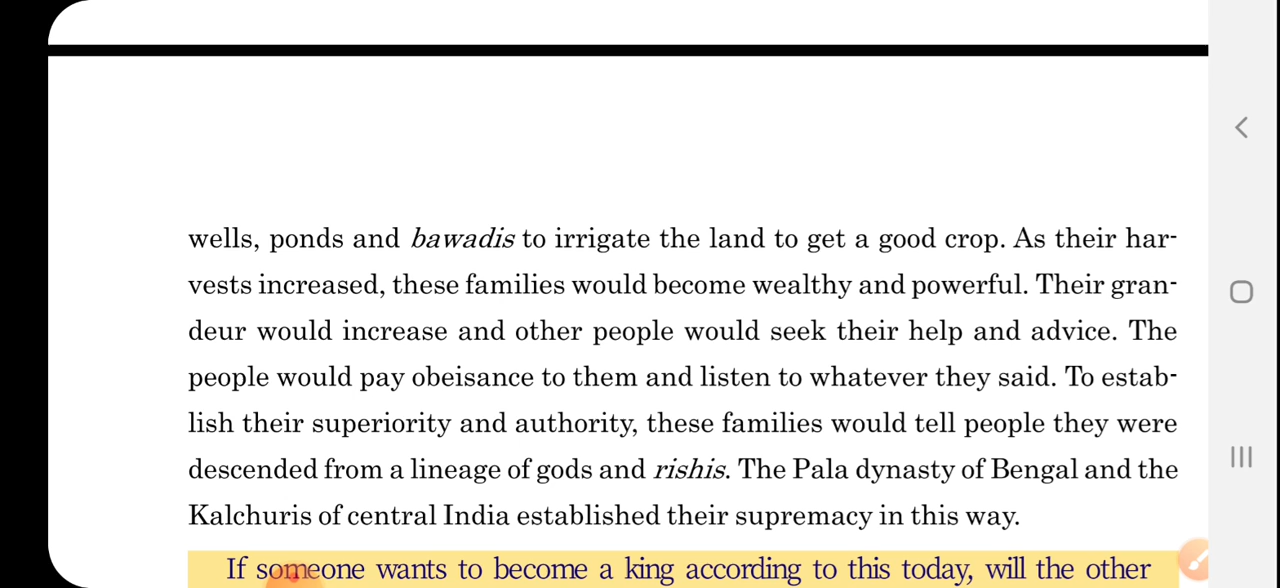 wells, ponds and bawadis to irrigate the land to get a good crop. As their har-
vests increased, these families would become wealthy and powerful. Their gran-
deur would increase and other people would seek their help and advice. The
people would pay obeisance to them and listen to whatever they said. To estab-
lish their superiority and authority, these families would tell people they were
descended from a lineage of gods and rishis. The Pala dynasty of Bengal and the
Kalchuris of central India established their supremacy in this way.
If someone wants to become a king according to this today, will the other